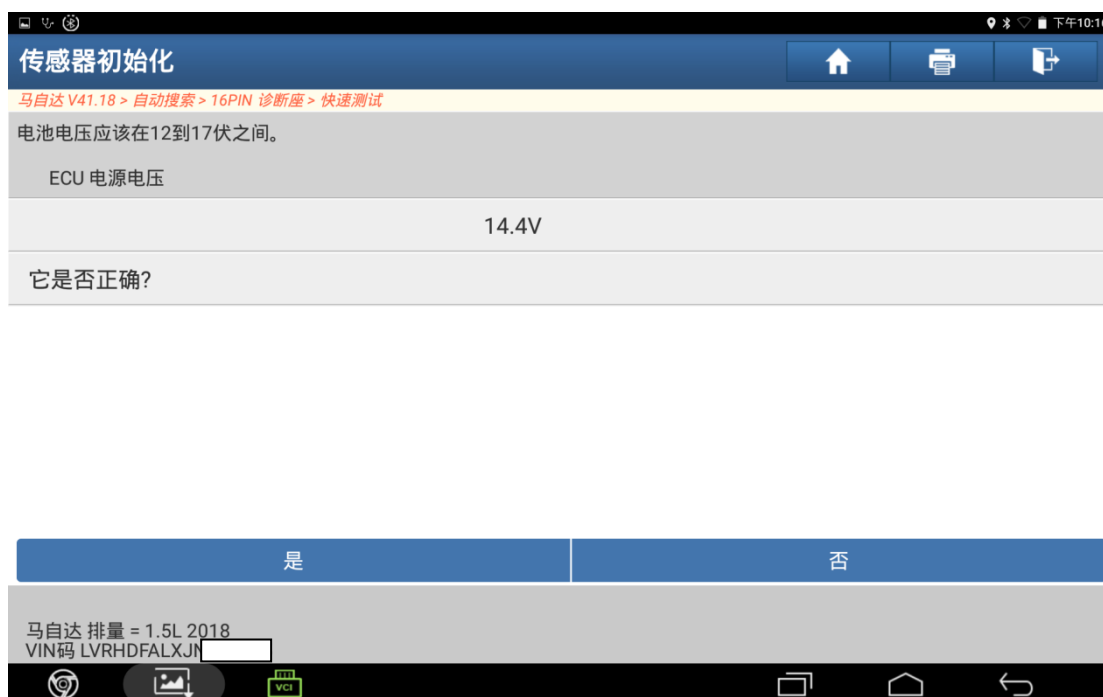 下午10:10
传感器初始化
马自达 V41.18 > 自动搜索 > 16PIN 诊断座 > 快速测试
电池电压应该在12到17伏之间。
ECU 电源电压
14.4V
它是否正确?
是
否
马自达 排量 = 1.5L 2018
VIN码 LVRHDFALXJN
VCI